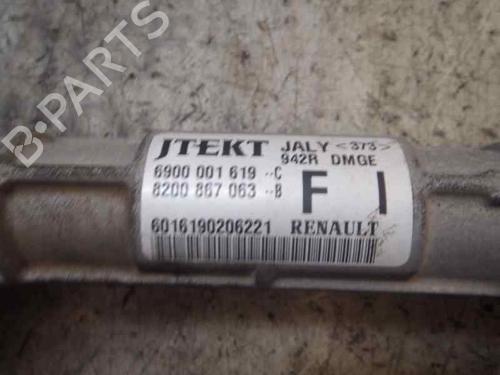 B-PARTS
JTEKT JALY <373>
942R DMGE
6900 001 619 --C
8200 867 063 --B
F I
6016190206221 RENAULT